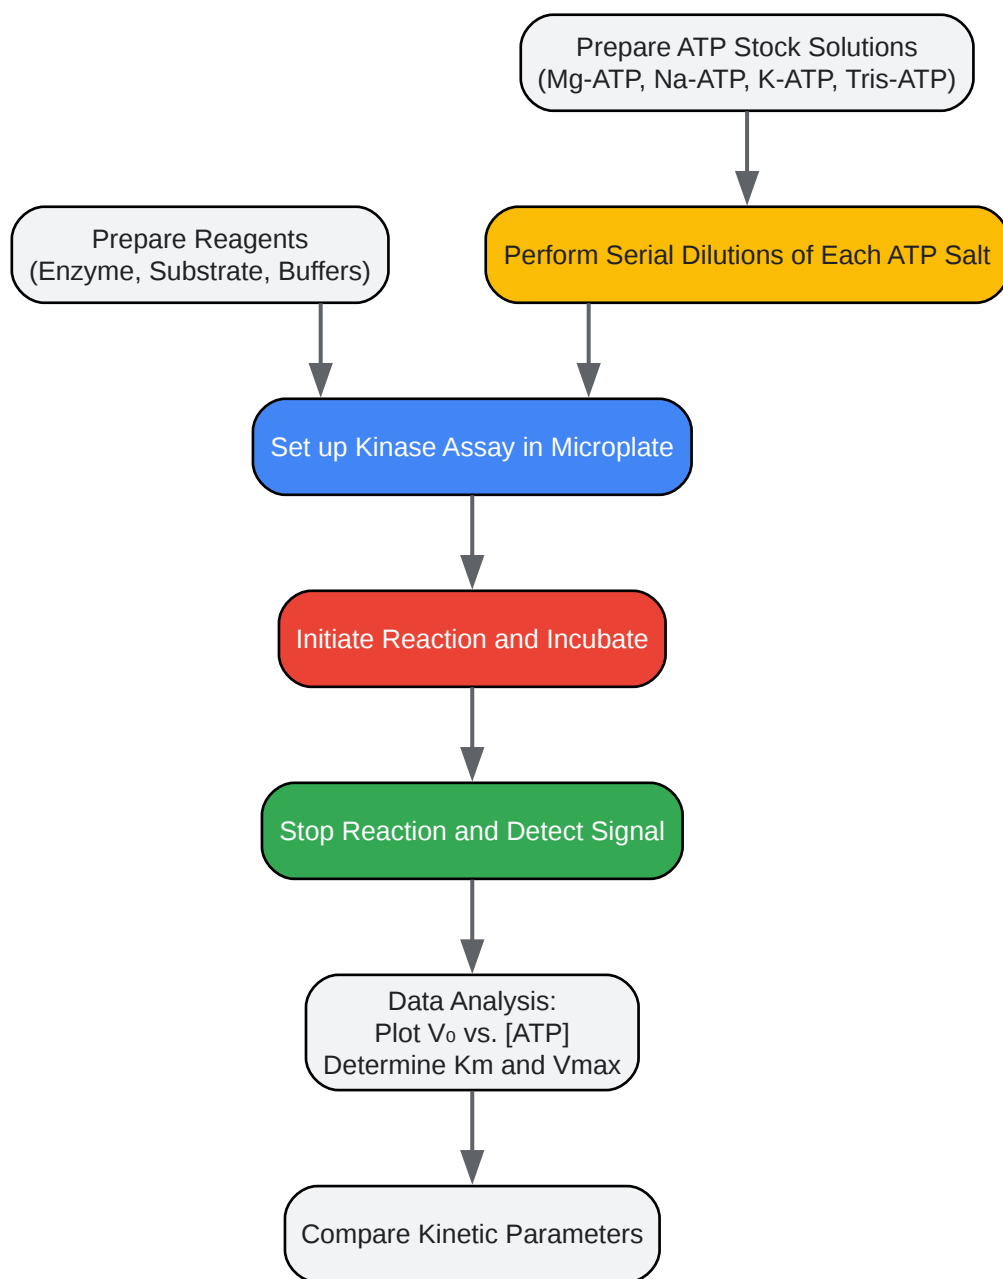 Prepare ATP Stock Solutions
(Mg-ATP, Na-ATP, K-ATP, Tris-ATP)
Prepare Reagents
(Enzyme, Substrate, Buffers)
Perform Serial Dilutions of Each ATP Salt
Set up Kinase Assay in Microplate
Initiate Reaction and Incubate
Stop Reaction and Detect Signal
Data Analysis:
Plot V₀ vs. [ATP]
Determine Km and Vmax
Compare Kinetic Parameters